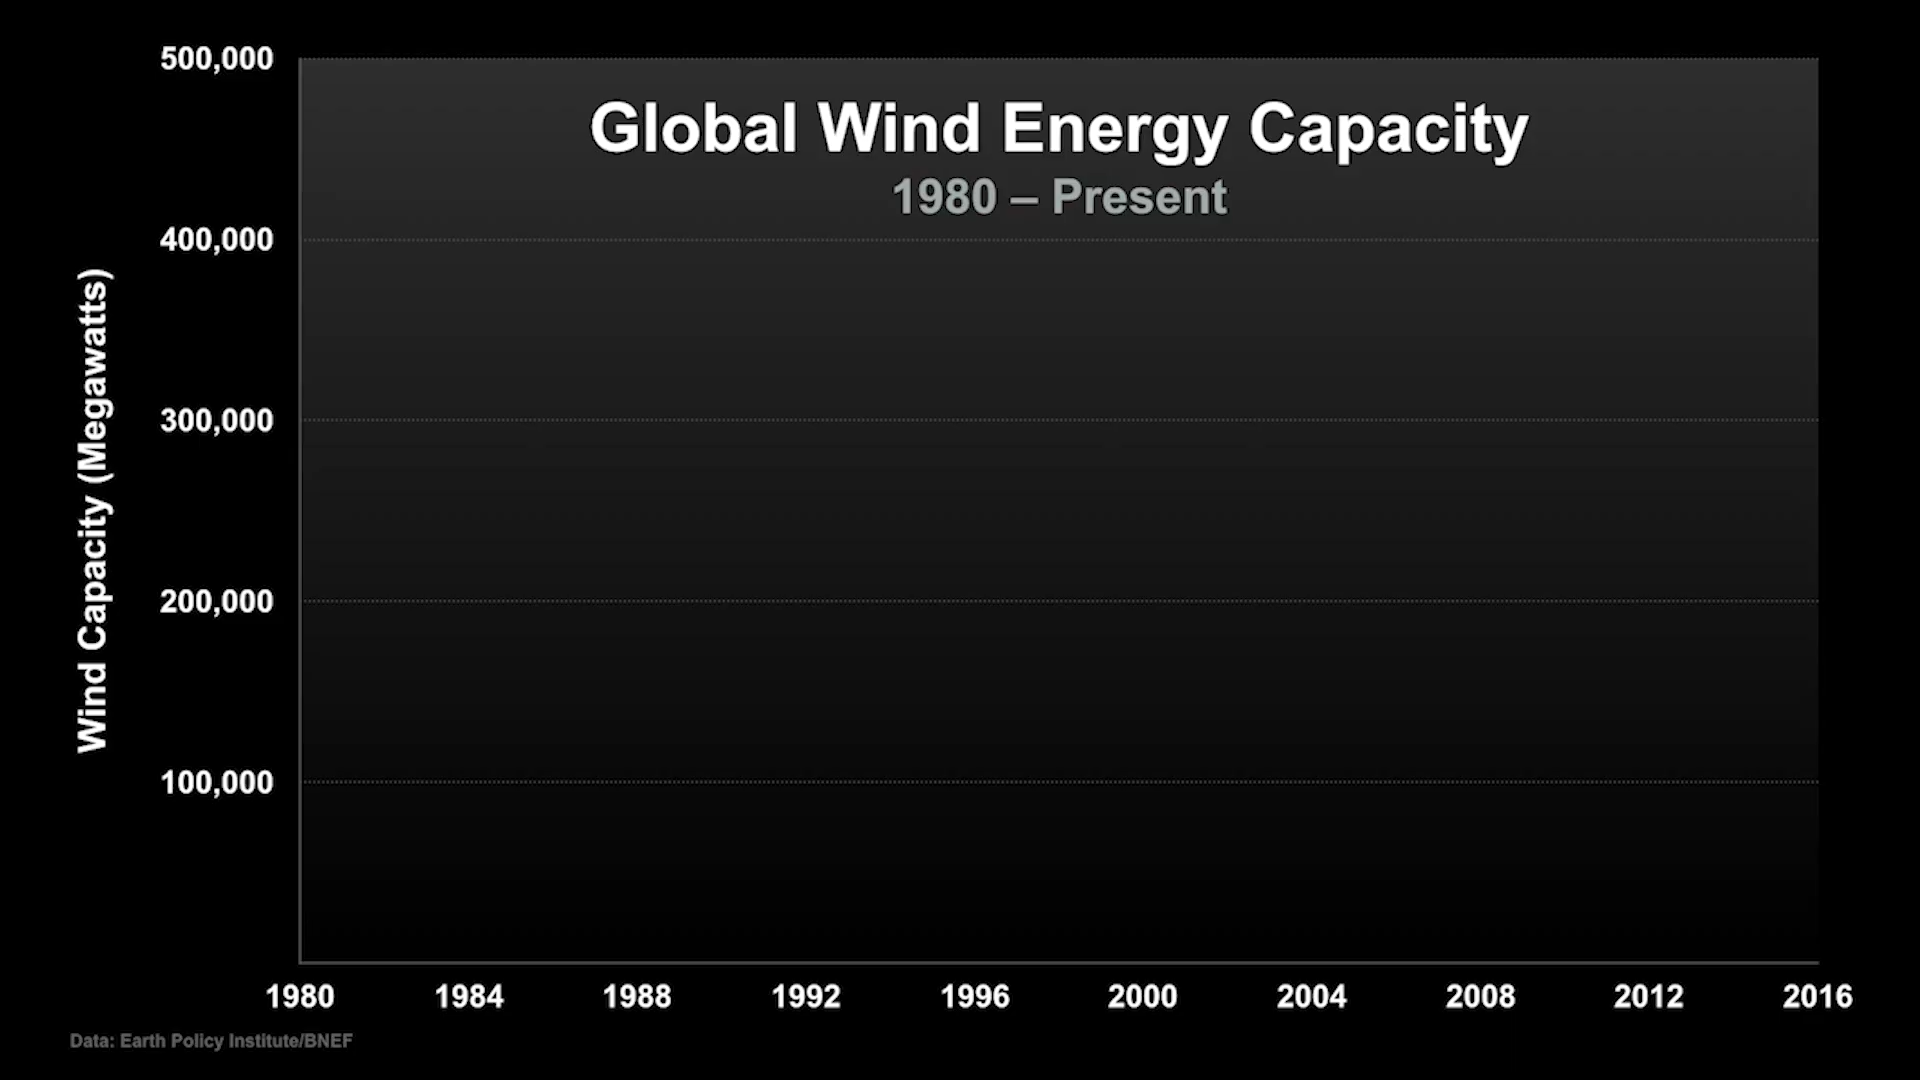 Global Wind Energy Capacity
1980 – Present
Wind Capacity (Megawatts)
500,000
400,000
300,000
200,000
100,000
1980 1984 1988 1992 1996 2000 2004 2008 2012 2016
Data: Earth Policy Institute/BNEF